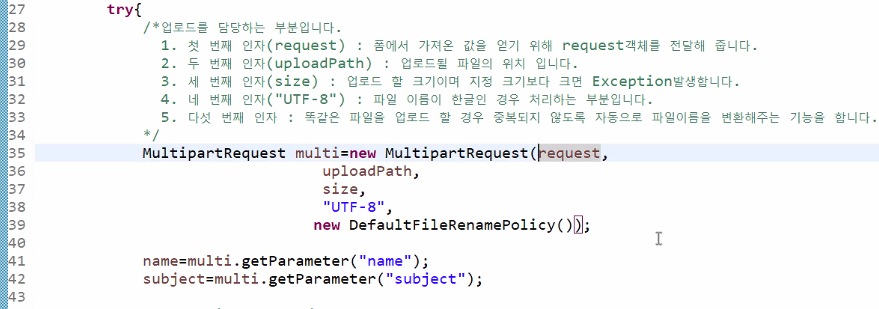 27 try{
28 /*업로드를 담당하는 부분입니다.
29 1. 첫 번째 인자(request) : 폼에서 가져온 값을 얻기 위해 request객체를 전달해 줍니다.
30 2. 두 번째 인자(uploadPath) : 업로드될 파일의 위치 입니다.
31 3. 세 번째 인자(size) : 업로드 할 크기이며 지정 크기보다 크면 Exception발생합니다.
32 4. 네 번째 인자("UTF-8") : 파일 이름이 한글인 경우 처리하는 부분입니다.
33 5. 다섯 번째 인자 : 똑같은 파일을 업로드 할 경우 중복되지 않도록 자동으로 파일이름을 변환해주는 기능을 합니다.
34 */
35 MultipartRequest multi=new MultipartRequest(request,
36 uploadPath,
37 size,
38 "UTF-8",
39 new DefaultFileRenamePolicy());
40
41 name=multi.getParameter("name");
42 subject=multi.getParameter("subject");
43